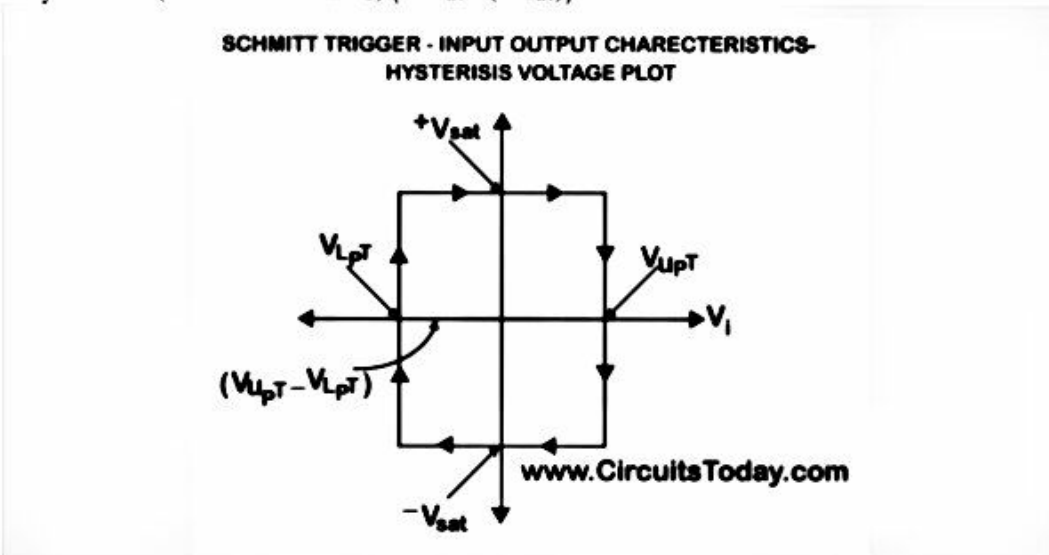 SCHMITT TRIGGER - INPUT OUTPUT CHARECTERISTICS-
HYSTERISIS VOLTAGE PLOT
+Vsat
VLpT
VUpT
Vi
(VUpT-VLpT)
www.CircuitsToday.com
-Vsat